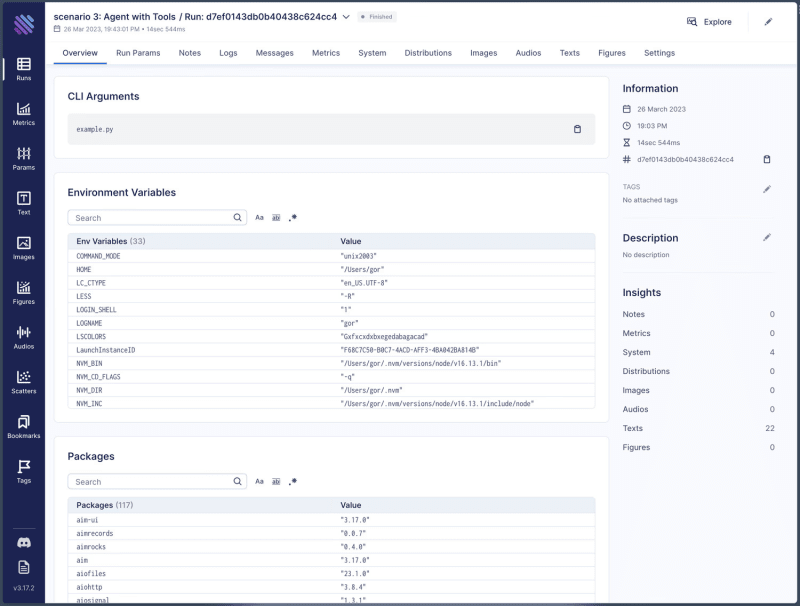 scenario 3: Agent with Tools / Run: d7ef0143db0b40438c624cc4
Finished
26 Mar 2023, 19:43:01 PM • 14sec 544ms
Explore
Overview Run Params Notes Logs Messages Metrics System Distributions Images Audios Texts Figures Settings
Runs
Metrics
Params
Text
Images
Figures
Audios
Scatters
Bookmarks
Tags
v3.17.2
CLI Arguments
example.py
Environment Variables
Search
Aa ab .*
Env Variables (33) Value
COMMAND_MODE "unix2003"
HOME "/Users/gor"
LC_CTYPE "en_US.UTF-8"
LESS "-R"
LOGIN_SHELL "1"
LOGNAME "gor"
LSCOLORS "Gxfxcxdxbxegedabagacad"
LaunchInstanceID "F68C7C50-B0C7-4ACD-AFF3-4BA042BA814B"
NVM_BIN "/Users/gor/.nvm/versions/node/v16.13.1/bin"
NVM_CD_FLAGS "-q"
NVM_DIR "/Users/gor/.nvm"
NVM_INC "/Users/gor/.nvm/versions/node/v16.13.1/include/node"
Packages
Search
Aa ab .*
Packages (117) Value
aim-ui "3.17.0"
aimrecords "0.0.7"
aimrocks "0.4.0"
aim "3.17.0"
aiofiles "23.1.0"
aiohttp "3.8.4"
aiosignal "1.3.1"
Information
26 March 2023
19:03 PM
14sec 544ms
# d7ef0143db0b40438c624cc4
TAGS
No attached tags
Description
No description
Insights
Notes 0
Metrics 0
System 4
Distributions 0
Images 0
Audios 0
Texts 22
Figures 0